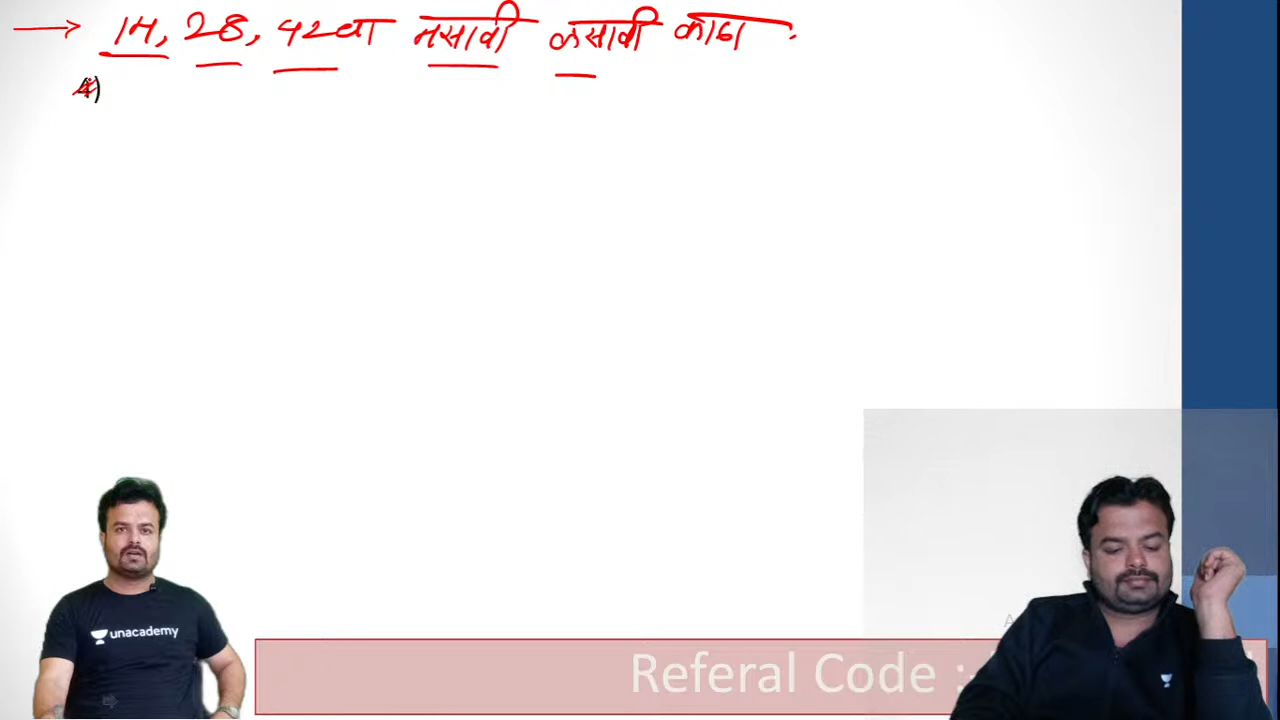 → 14, 28, 42चा मसावी लसावी काढा.
unacademy
Referal Code :